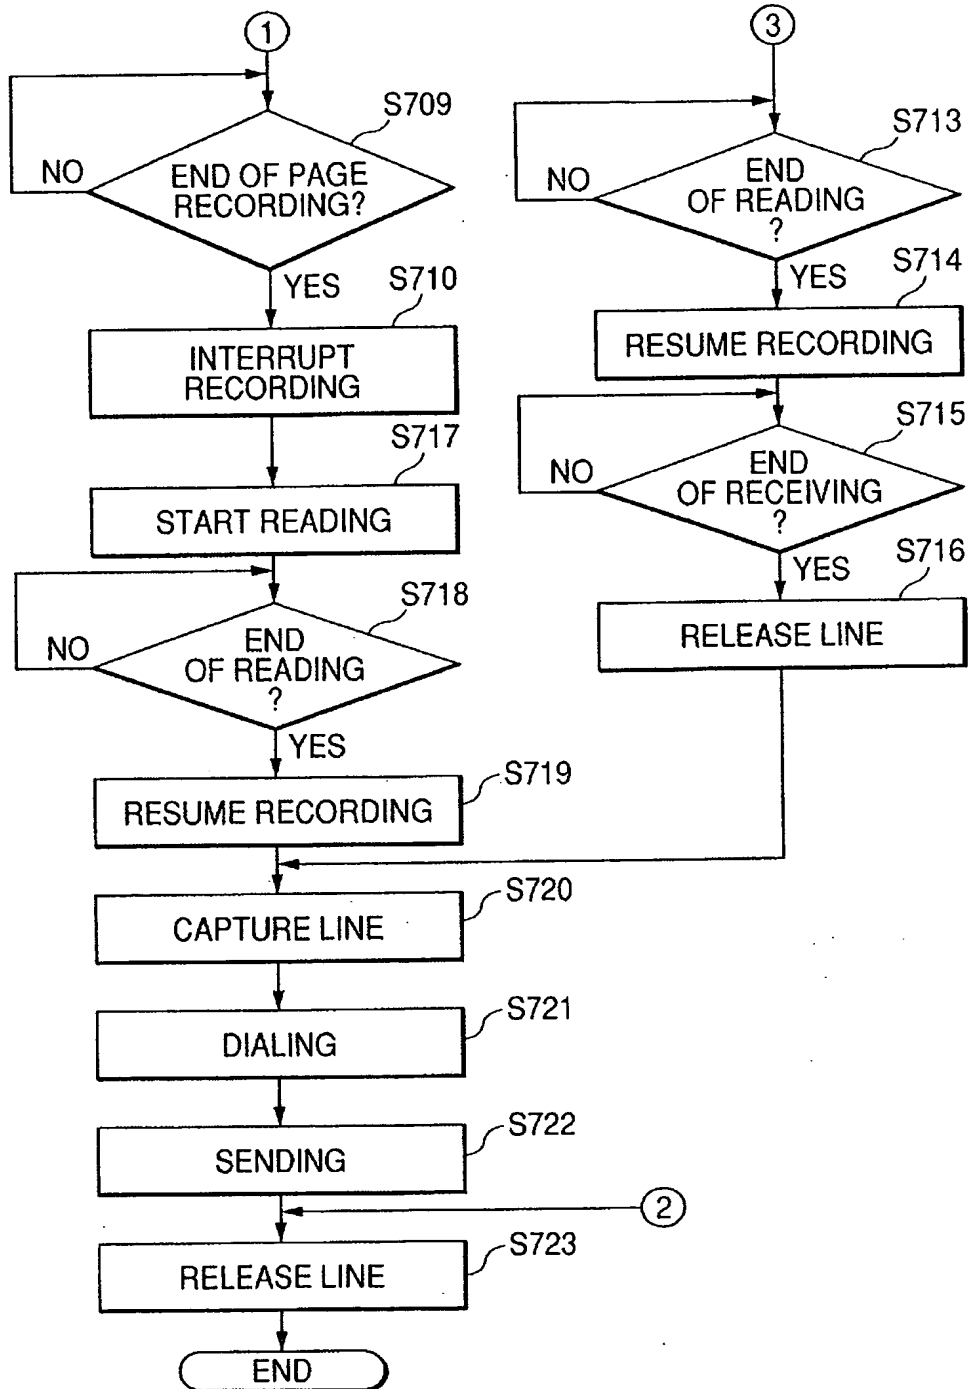 1
S709
END OF PAGE
RECORDING?
NO
YES
S710
INTERRUPT
RECORDING
S717
START READING
S718
END
OF READING
?
NO
YES
S719
RESUME RECORDING
S720
CAPTURE LINE
S721
DIALING
S722
SENDING
2
S723
RELEASE LINE
END
3
S713
END
OF READING
?
NO
YES
S714
RESUME RECORDING
S715
END
OF RECEIVING
?
NO
YES
S716
RELEASE LINE